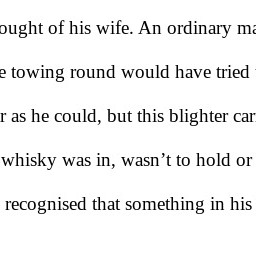 ought of his wife. An ordinary ma
e towing round would have tried
r as he could, but this blighter car
whisky was in, wasn’t to hold or
recognised that something in his